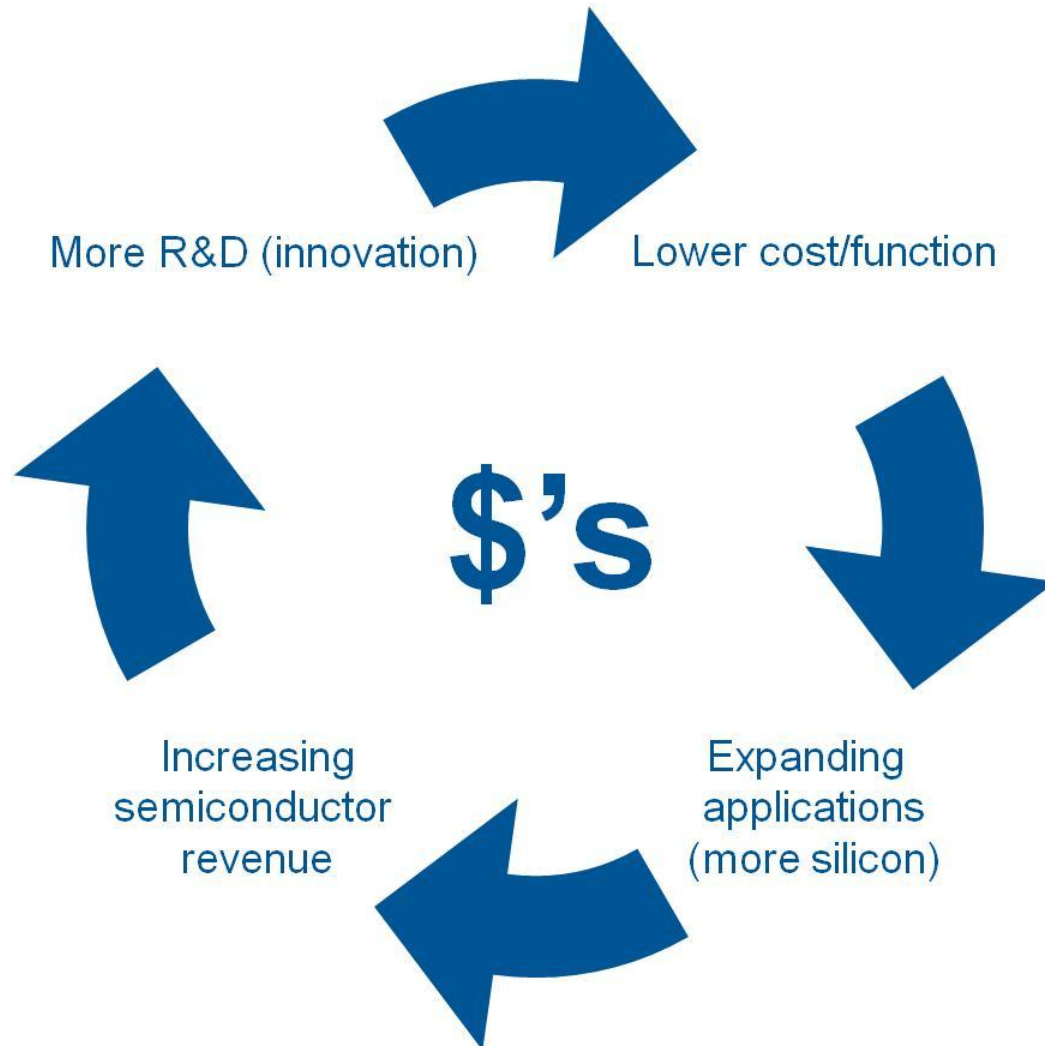 More R&D (innovation)
Lower cost/function
$’s
Increasing
semiconductor
revenue
Expanding
applications
(more silicon)